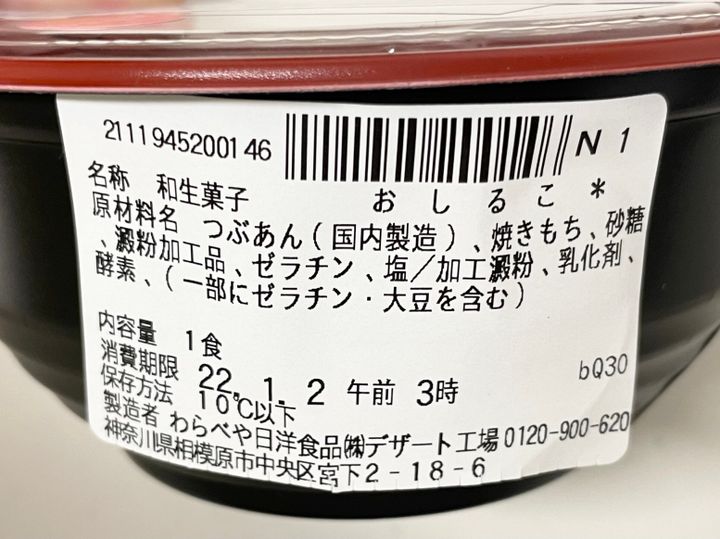 2111945200146 N 1
おしるこ *
名称 和生菓子
原材料名 つぶあん(国内製造)、焼きもち、砂糖
、澱粉加工品、ゼラチン、塩/加工澱粉、乳化剤、
酵素、(一部にゼラチン・大豆を含む)
内容量 1食
消費期限 22. 1. 2 午前 3時
bQ30
保存方法 10℃以下
製造者 わらべや日洋食品㈱デザート工場0120-900-620
神奈川県相模原市中央区宮下2-18-6